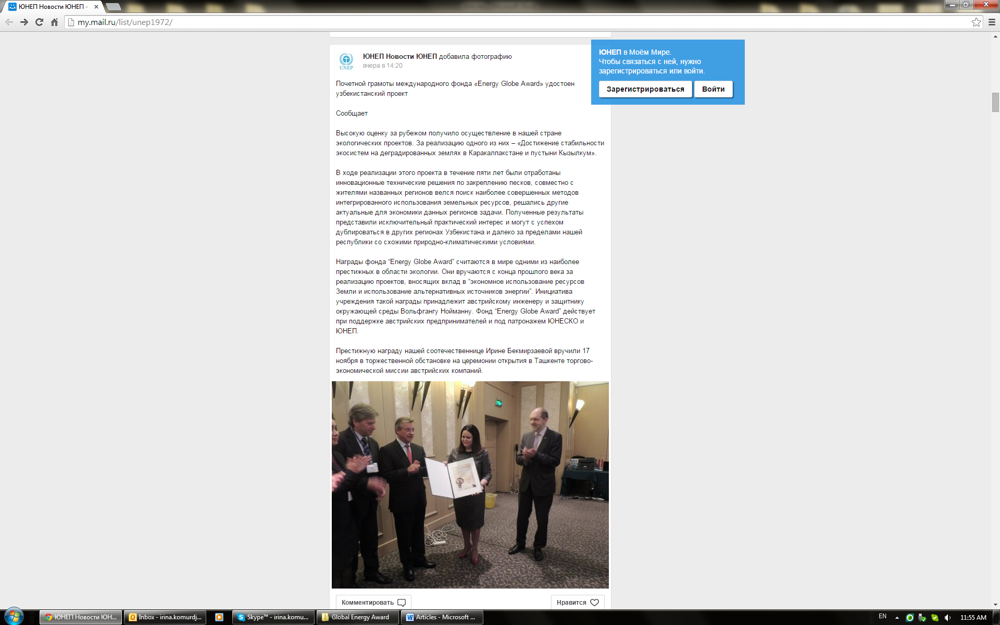 ЮНЕП Новости ЮНЕП -
my.mail.ru/list/unep1972/
UNEP
ЮНЕП Новости ЮНЕП добавила фотографию
вчера в 14:20
ЮНЕП в Моём Мире.
Чтобы связаться с ней, нужно
зарегистрироваться или войти.
Зарегистрироваться Войти
Почетной грамоты международного фонда «Energy Globe Award» удостоен
узбекистанский проект
Сообщает
Высокую оценку за рубежом получило осуществление в нашей стране
экологических проектов. За реализацию одного из них – «Достижение стабильности
экосистем на деградированных землях в Каракалпакстане и пустыни Кызылкум».
В ходе реализации этого проекта в течение пяти лет были отработаны
инновационные технические решения по закреплению песков, совместно с
жителями названных регионов велся поиск наиболее совершенных методов
интегрированного использования земельных ресурсов, решались другие
актуальные для экономики данных регионов задачи. Полученные результаты
представили исключительный практический интерес и могут с успехом
дублироваться в других регионах Узбекистана и далеко за пределами нашей
республики со схожими природно-климатическими условиями.
Награды фонда “Energy Globe Award” считаются в мире одними из наиболее
престижных в области экологии. Они вручаются с конца прошлого века за
реализацию проектов, вносящих вклад в “экономное использование ресурсов
Земли и использование альтернативных источников энергии”. Инициатива
учреждения такой награды принадлежит австрийскому инженеру и защитнику
окружающей среды Вольфгангу Нойманну. Фонд “Energy Globe Award” действует
при поддержке австрийских предпринимателей и под патронажем ЮНЕСКО и
ЮНЕП.
Престижную награду нашей соотечественнице Ирине Бекмирзаевой вручили 17
ноября в торжественной обстановке на церемонии открытия в Ташкенте торгово-
экономической миссии австрийских компаний.
Комментировать Нравится
ЮНЕП Новости ЮН... Inbox - irina.komurdj... Skype™ - irina.komu... Global Energy Award Articles - Microsoft ... EN 11:55 AM